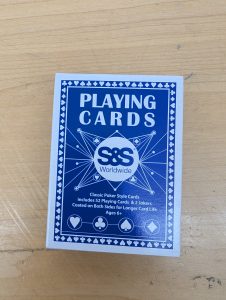 PLAYING
CARDS
S&S
Worldwide
Classic Poker Style Cards
Includes 52 Playing Cards & 2 Jokers
Coated on Both Sides for Longer Card Life
Ages 6+